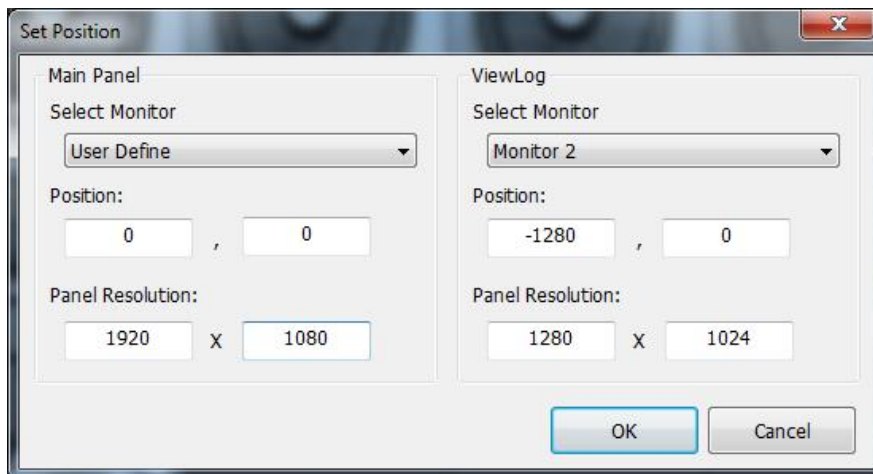 Set Position
Main Panel
Select Monitor
User Define
Position:
0 , 0
Panel Resolution:
1920 X 1080
ViewLog
Select Monitor
Monitor 2
Position:
-1280 , 0
Panel Resolution:
1280 X 1024
OK Cancel